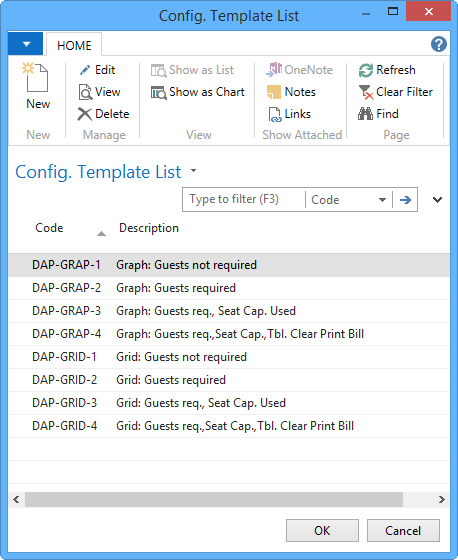 Config. Template List
HOME
?
New
Edit
View
Delete
Show as List
Show as Chart
OneNote
Notes
Links
Refresh
Clear Filter
Find
New Manage View Show Attached Page
Config. Template List
Type to filter (F3) Code
Code Description
DAP-GRAP-1 Graph: Guests not required
DAP-GRAP-2 Graph: Guests required
DAP-GRAP-3 Graph: Guests req., Seat Cap. Used
DAP-GRAP-4 Graph: Guests req.,Seat Cap.,Tbl. Clear Print Bill
DAP-GRID-1 Grid: Guests not required
DAP-GRID-2 Grid: Guests required
DAP-GRID-3 Grid: Guests req., Seat Cap. Used
DAP-GRID-4 Grid: Guests req.,Seat Cap.,Tbl. Clear Print Bill
OK Cancel